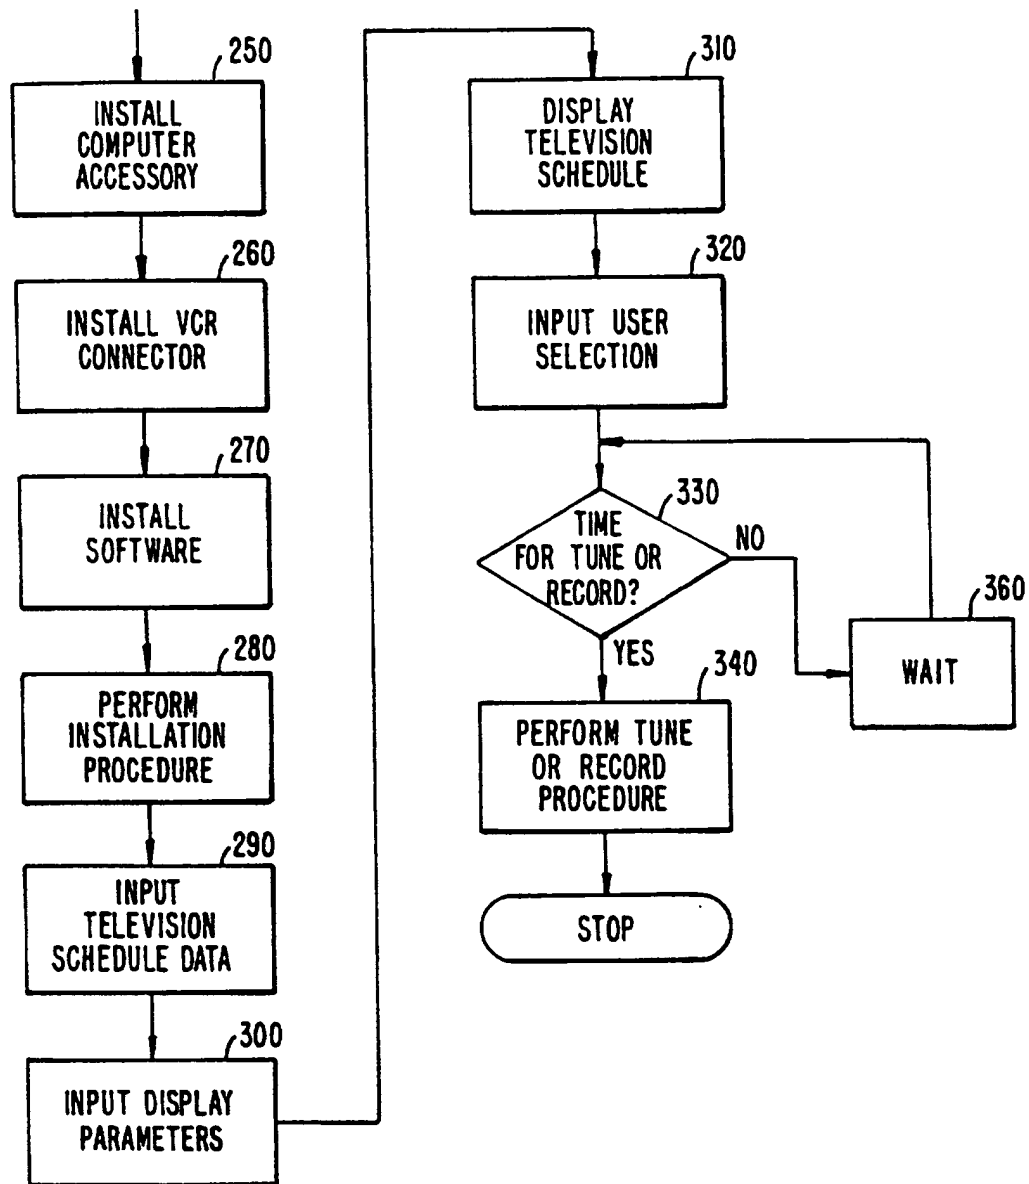 250
INSTALL
COMPUTER
ACCESSORY
260
INSTALL VCR
CONNECTOR
270
INSTALL
SOFTWARE
280
PERFORM
INSTALLATION
PROCEDURE
290
INPUT
TELEVISION
SCHEDULE DATA
300
INPUT DISPLAY
PARAMETERS
310
DISPLAY
TELEVISION
SCHEDULE
320
INPUT USER
SELECTION
330
TIME
FOR TUNE OR
RECORD?
NO
YES
360
WAIT
340
PERFORM TUNE
OR RECORD
PROCEDURE
STOP